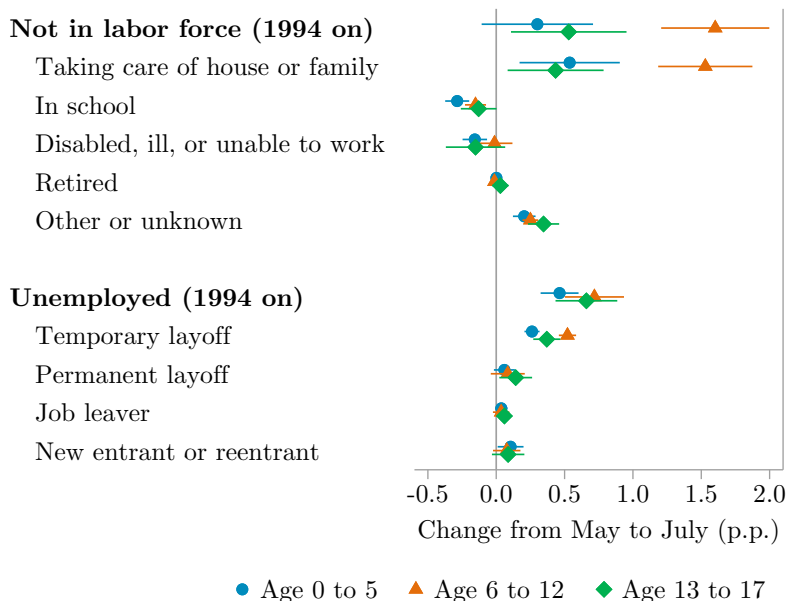 Not in labor force (1994 on)
Taking care of house or family
In school
Disabled, ill, or unable to work
Retired
Other or unknown
Unemployed (1994 on)
Temporary layoff
Permanent layoff
Job leaver
New entrant or reentrant
-0.5 0.0 0.5 1.0 1.5 2.0
Change from May to July (p.p.)
Age 0 to 5 Age 6 to 12 Age 13 to 17